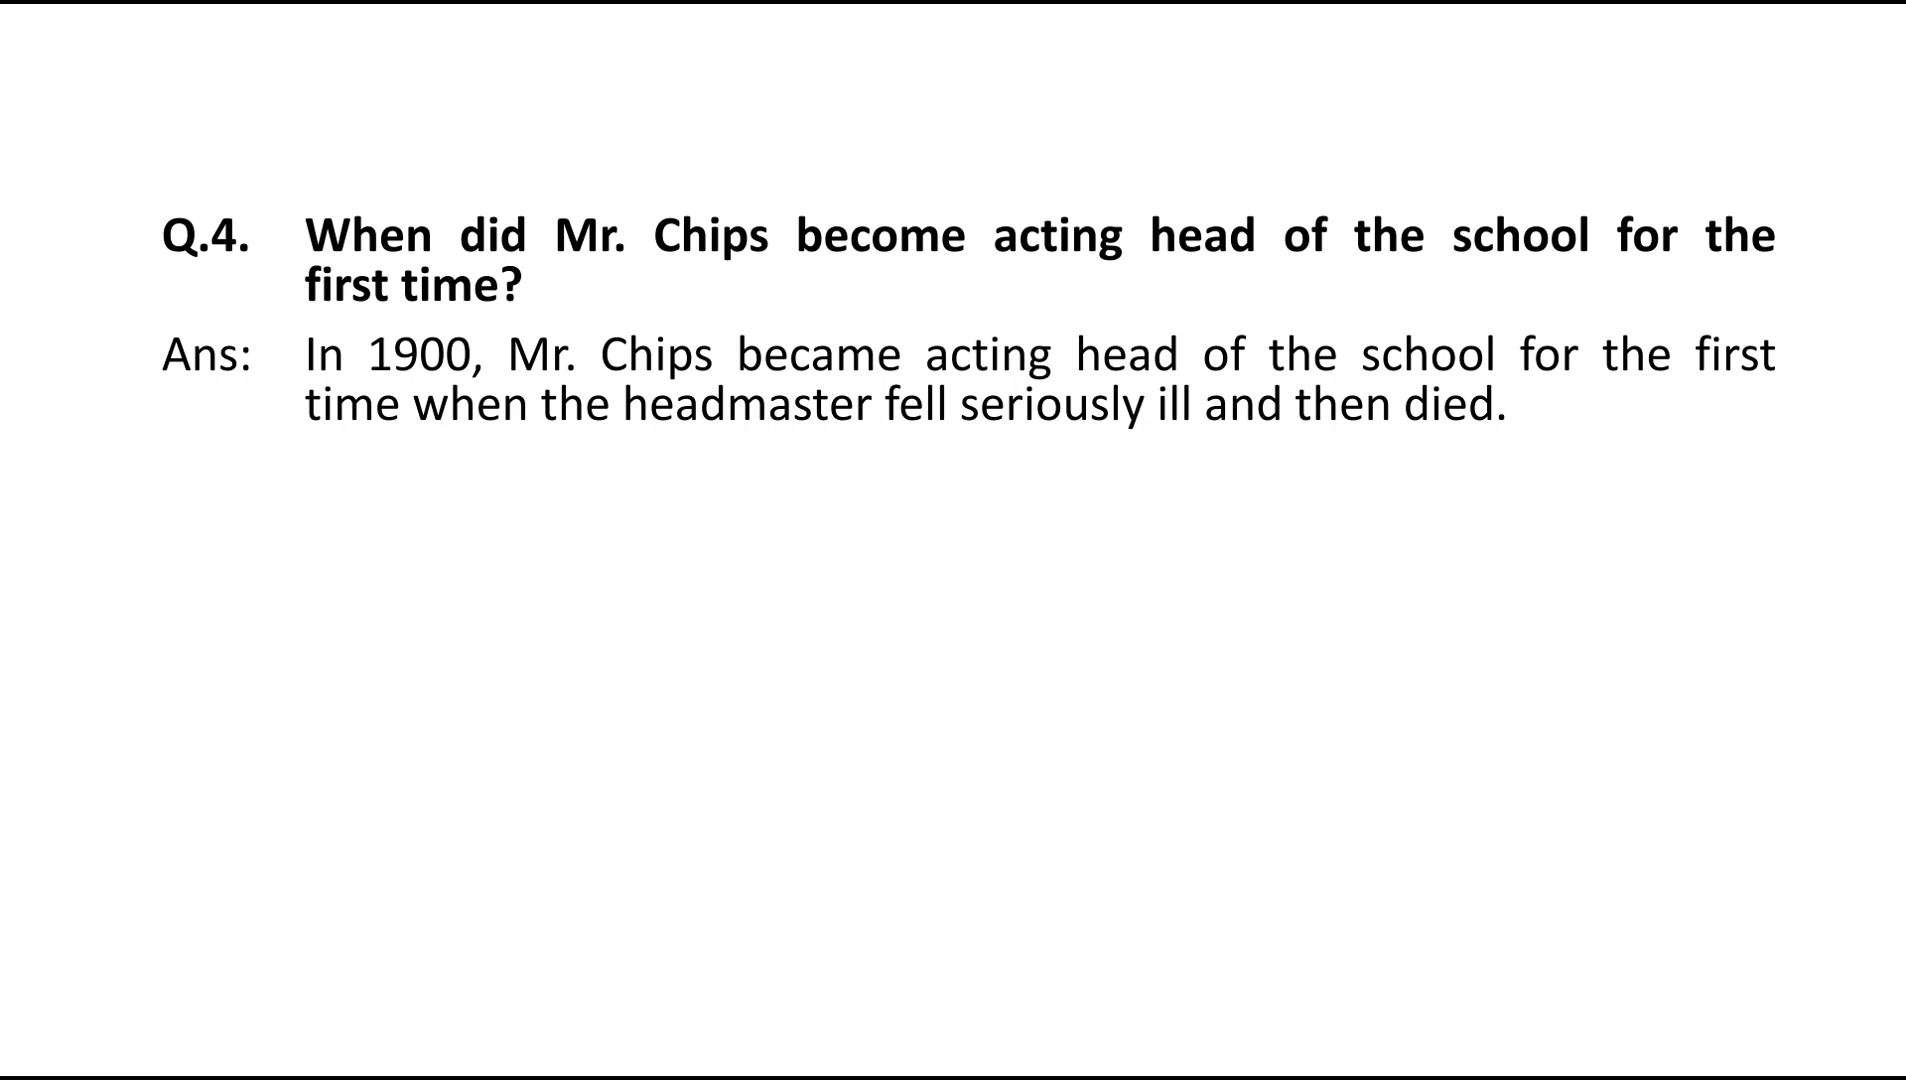 Q.4. When did Mr. Chips become acting head of the school for the
first time?
Ans: In 1900, Mr. Chips became acting head of the school for the first
time when the headmaster fell seriously ill and then died.